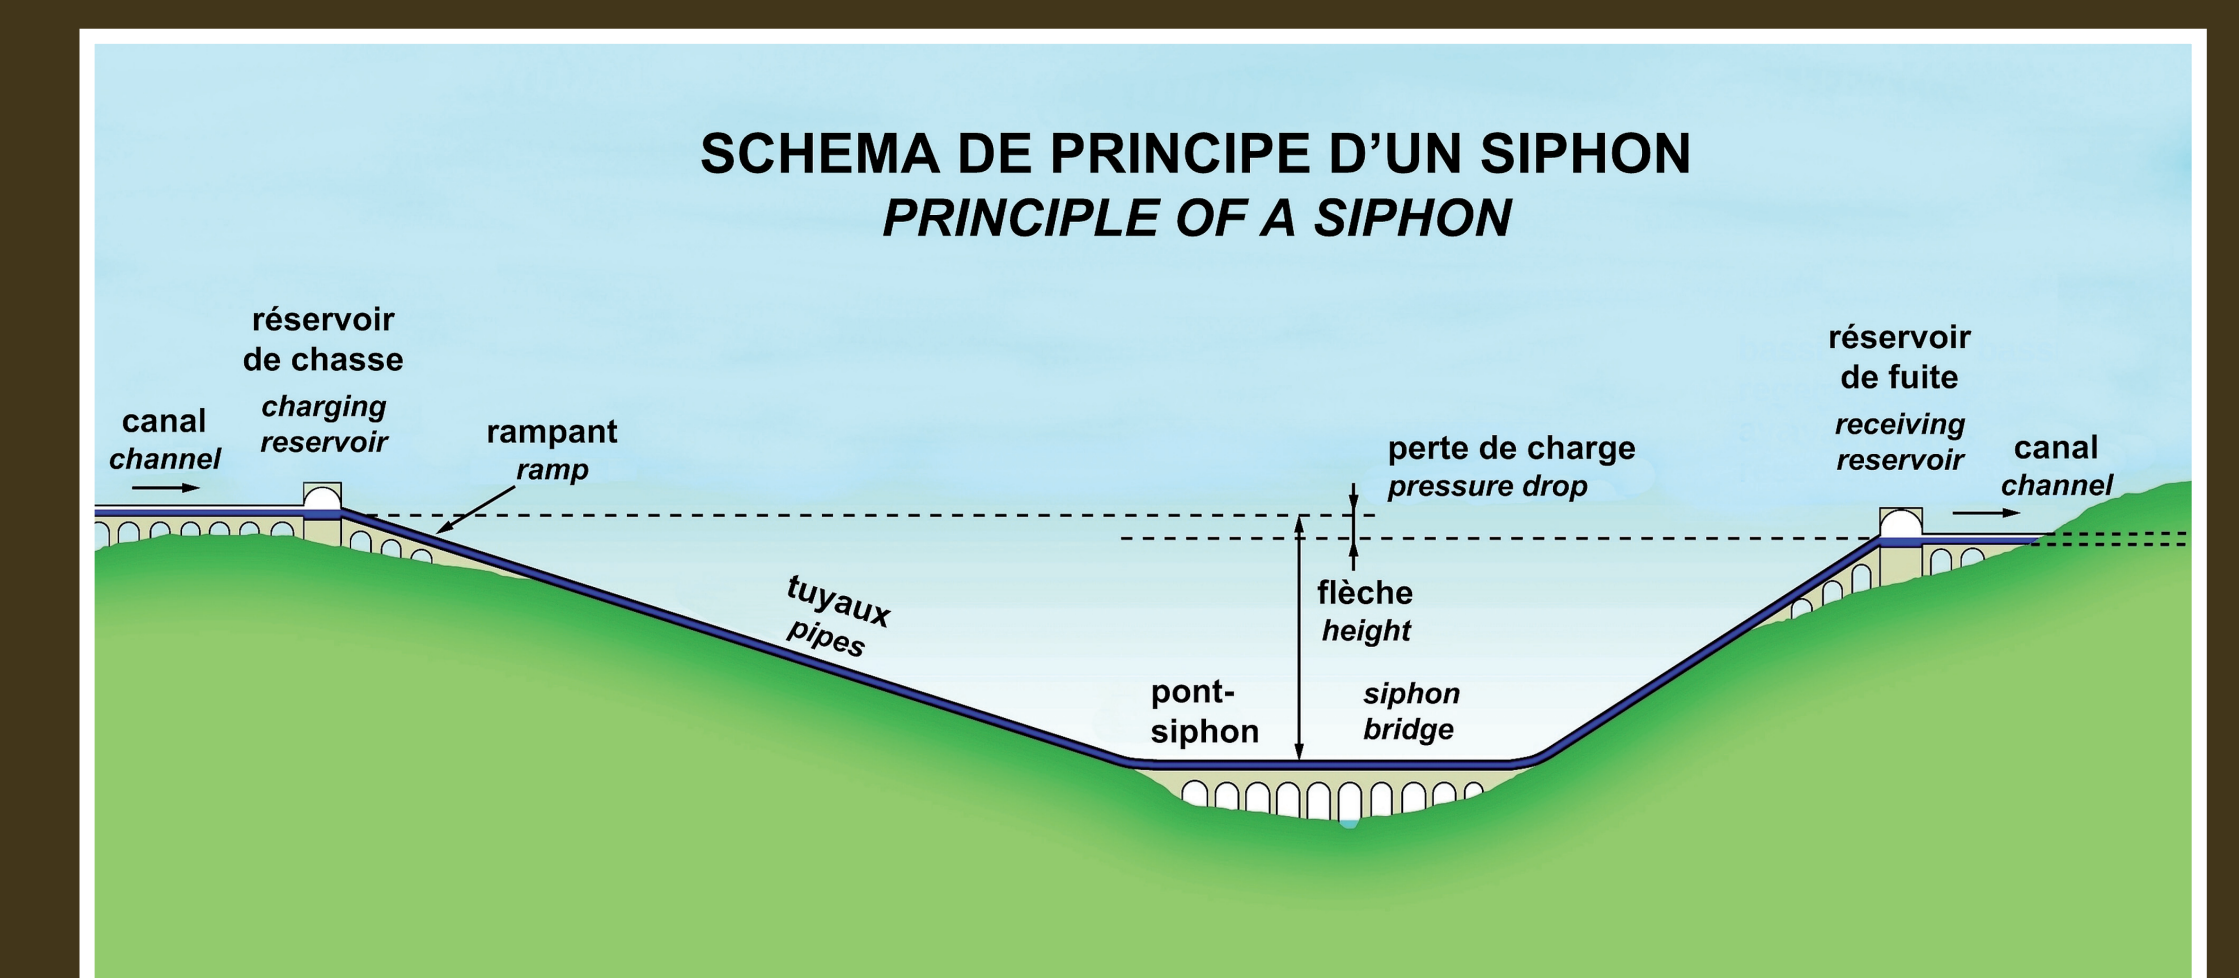 SCHEMA DE PRINCIPE D'UN SIPHON
PRINCIPLE OF A SIPHON
réservoir
de chasse
charging
reservoir
canal
channel
rampant
ramp
tuyaux
pipes
perte de charge
pressure drop
flèche
height
pont-
siphon
siphon
bridge
réservoir
de fuite
receiving
reservoir
canal
channel